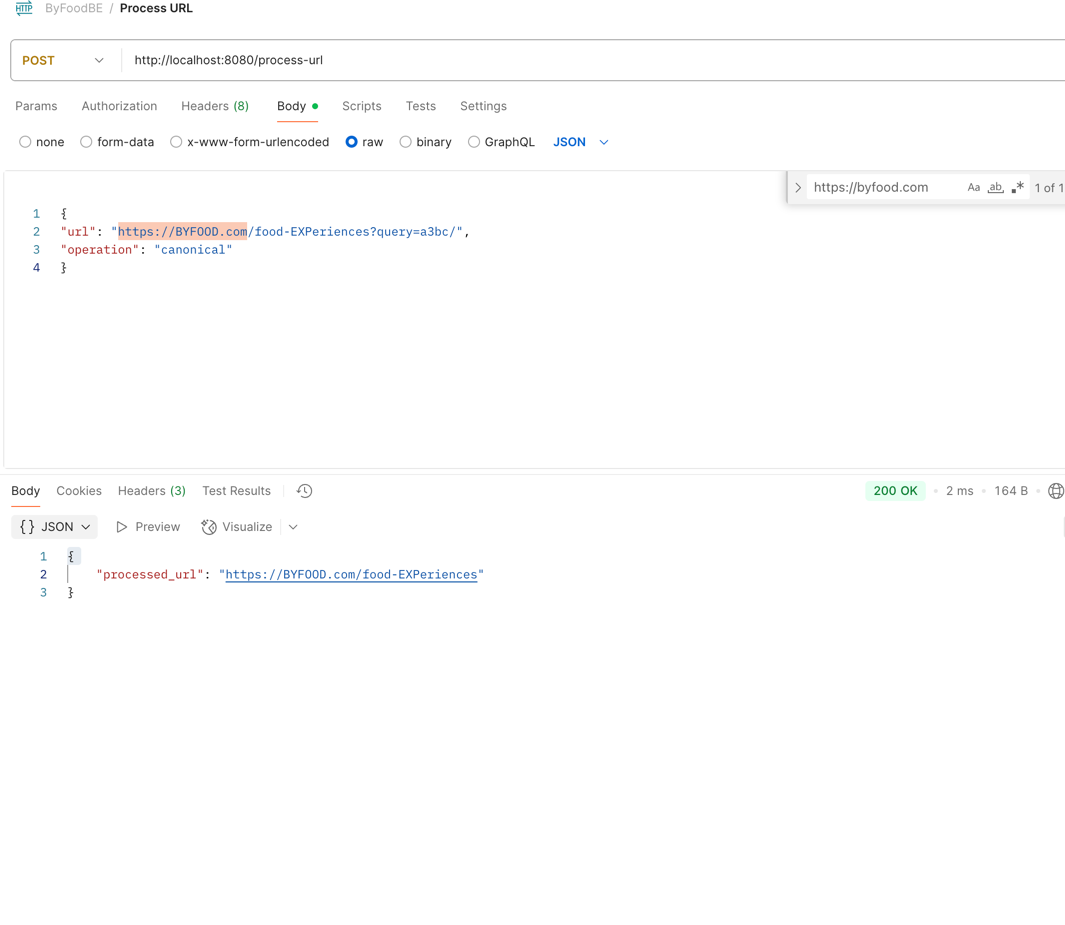 HTTP ByFoodBE / Process URL
POST http://localhost:8080/process-url
Params Authorization Headers (8) Body Scripts Tests Settings
none form-data x-www-form-urlencoded raw binary GraphQL JSON
https://byfood.com Aa ab, .* 1 of 1
1 {
2 "url": "https://BYFOOD.com/food-EXPeriences?query=a3bc/",
3 "operation": "canonical"
4 }
Body Cookies Headers (3) Test Results 200 OK • 2 ms • 164 B •
{} JSON Preview Visualize
1 {
2 "processed_url": "https://BYFOOD.com/food-EXPeriences"
3 }